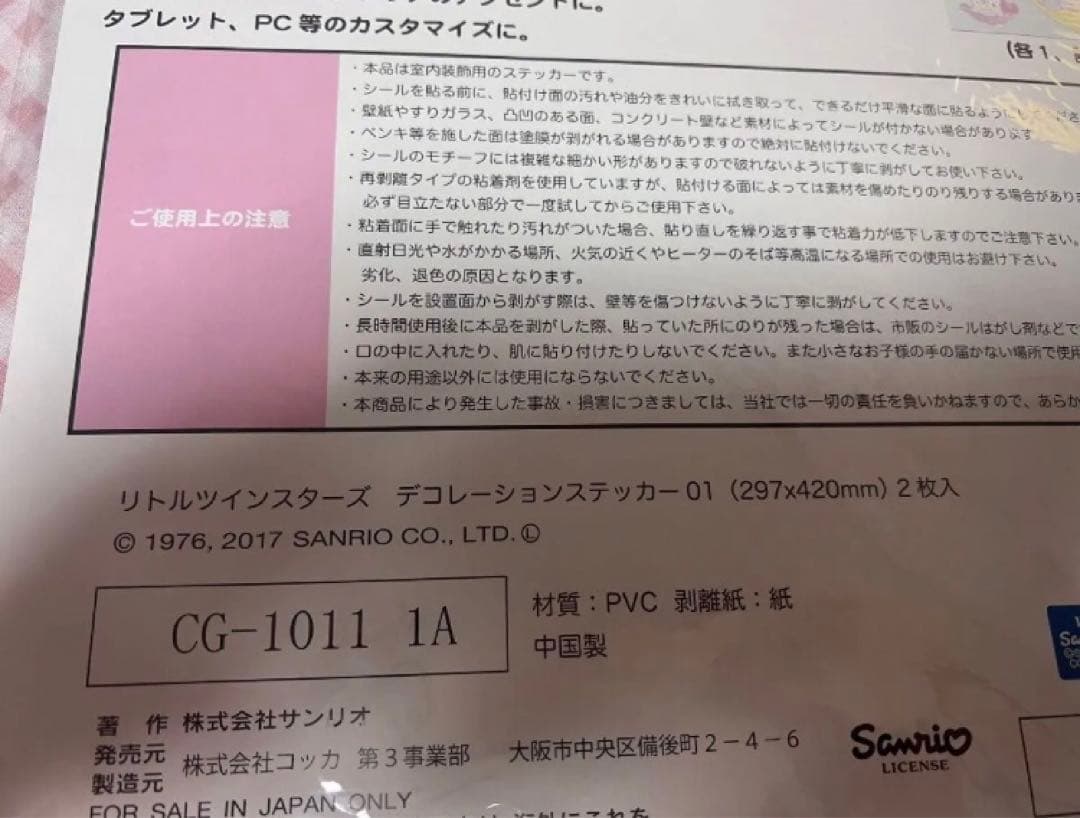 タブレット、PC 等のカスタマイズに。
(各1、
ご使用上の注意
・本品は室内装飾用のステッカーです。
・シールを貼る前に、貼付け面の汚れや油分をきれいに拭き取って、できるだけ平滑な面に貼るように
・壁紙やすりガラス、凸凹のある面、コンクリート壁など素材によってシールが付かない場合があります
・ペンキ等を施した面は塗膜が剥がれる場合がありますので絶対に貼付けないでください。
・シールのモチーフには複雑な細かい形がありますので破れないように丁寧に剥がしてお使い下さい。
・再剥離タイプの粘着剤を使用していますが、貼付ける面によっては素材を傷めたりのり残りする場合があり
必ず目立たない部分で一度試してからご使用下さい。
・粘着面に手で触れたり汚れがついた場合、貼り直しを繰り返す事で粘着力が低下しますのでご注意下さい。
・直射日光や水がかかる場所、火気の近くやヒーターのそば等高温になる場所での使用はお避け下さい。
劣化、退色の原因となります。
・シールを設置面から剥がす際は、壁等を傷つけないように丁寧に剥がしてください。
・長時間使用後に本品を剥がした際、貼っていた所にのりが残った場合は、市販のシールはがし剤などで
・口の中に入れたり、肌に貼り付けたりしないでください。また小さなお子様の手の届かない場所で使用
・本来の用途以外には使用にならないでください。
・本商品により発生した事故・損害につきましては、当社では一切の責任を負いかねますので、あらか
リトルツインスターズ デコレーションステッカー01（297x420mm）2枚入
© 1976, 2017 SANRIO CO., LTD. Ⓛ
CG-1011 1A
材質：PVC 剥離紙：紙
中国製
著 作 株式会社サンリオ
発売元
製造元 株式会社コッカ 第3事業部 大阪市中央区備後町2－4－6
Sanrio
LICENSE
FOR SALE IN JAPAN ONLY